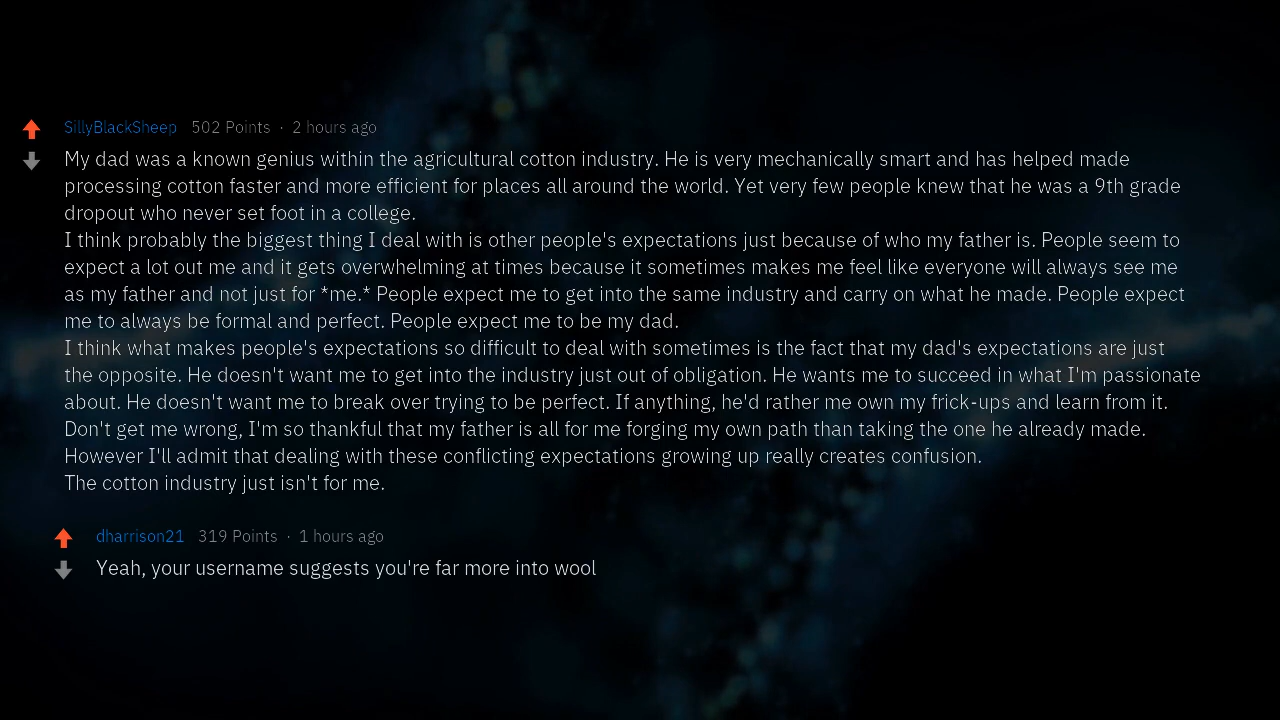 SillyBlackSheep 502 Points · 2 hours ago
My dad was a known genius within the agricultural cotton industry. He is very mechanically smart and has helped made
processing cotton faster and more efficient for places all around the world. Yet very few people knew that he was a 9th grade
dropout who never set foot in a college.
I think probably the biggest thing I deal with is other people's expectations just because of who my father is. People seem to
expect a lot out me and it gets overwhelming at times because it sometimes makes me feel like everyone will always see me
as my father and not just for *me.* People expect me to get into the same industry and carry on what he made. People expect
me to always be formal and perfect. People expect me to be my dad.
I think what makes people's expectations so difficult to deal with sometimes is the fact that my dad's expectations are just
the opposite. He doesn't want me to get into the industry just out of obligation. He wants me to succeed in what I'm passionate
about. He doesn't want me to break over trying to be perfect. If anything, he'd rather me own my frick-ups and learn from it.
Don't get me wrong, I'm so thankful that my father is all for me forging my own path than taking the one he already made.
However I'll admit that dealing with these conflicting expectations growing up really creates confusion.
The cotton industry just isn't for me.
dharrison21 319 Points · 1 hours ago
Yeah, your username suggests you're far more into wool